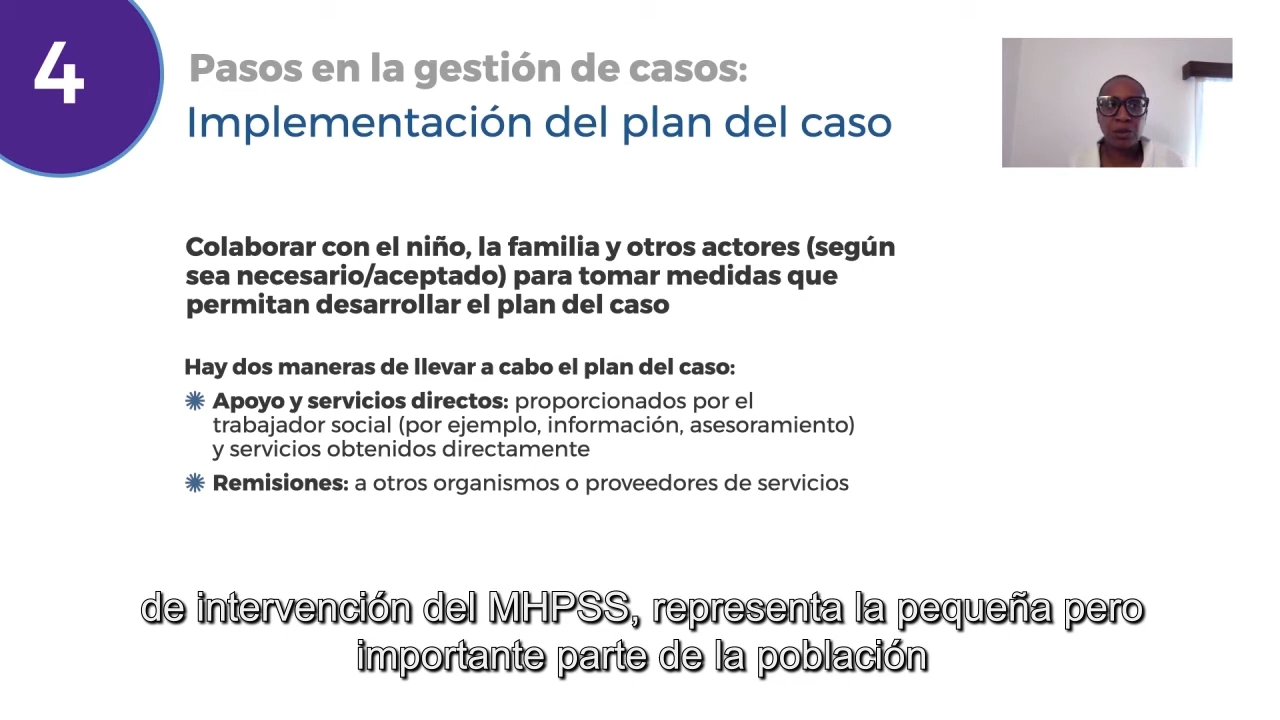 4
Pasos en la gestión de casos:
Implementación del plan del caso
Colaborar con el niño, la familia y otros actores (según
sea necesario/aceptado) para tomar medidas que
permitan desarrollar el plan del caso
Hay dos maneras de llevar a cabo el plan del caso:
Apoyo y servicios directos: proporcionados por el
trabajador social (por ejemplo, información, asesoramiento)
y servicios obtenidos directamente
Remisiones: a otros organismos o proveedores de servicios
de intervención del MHPSS, representa la pequeña pero
importante parte de la población